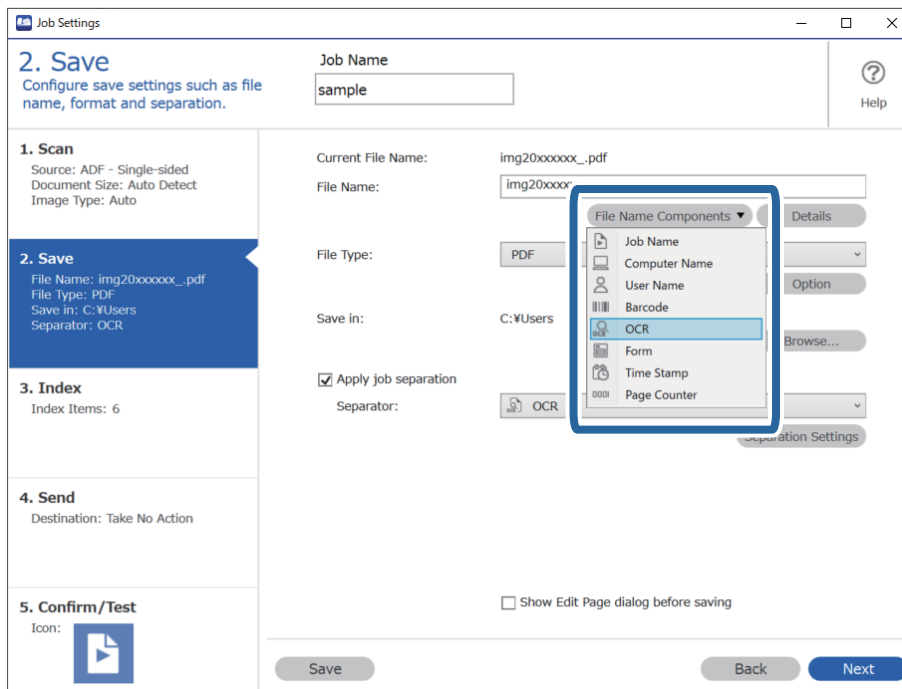 Job Settings
2. Save
Configure save settings such as file
name, format and separation.
Job Name
sample
Help
1. Scan
Source: ADF - Single-sided
Document Size: Auto Detect
Image Type: Auto
2. Save
File Name: img20xxxxxx_.pdf
File Type: PDF
Save in: C:¥Users
Separator: OCR
3. Index
Index Items: 6
4. Send
Destination: Take No Action
5. Confirm/Test
Icon:
Current File Name: img20xxxxxx_.pdf
File Name: img20xxxx
File Name Components ▼ Details
File Type: PDF
Job Name
Computer Name
User Name
Option
Barcode
Save in: C:¥Users
OCR
Browse...
Form
Time Stamp
Page Counter
Apply job separation
Separator: OCR
Separation Settings
Show Edit Page dialog before saving
Save Back Next